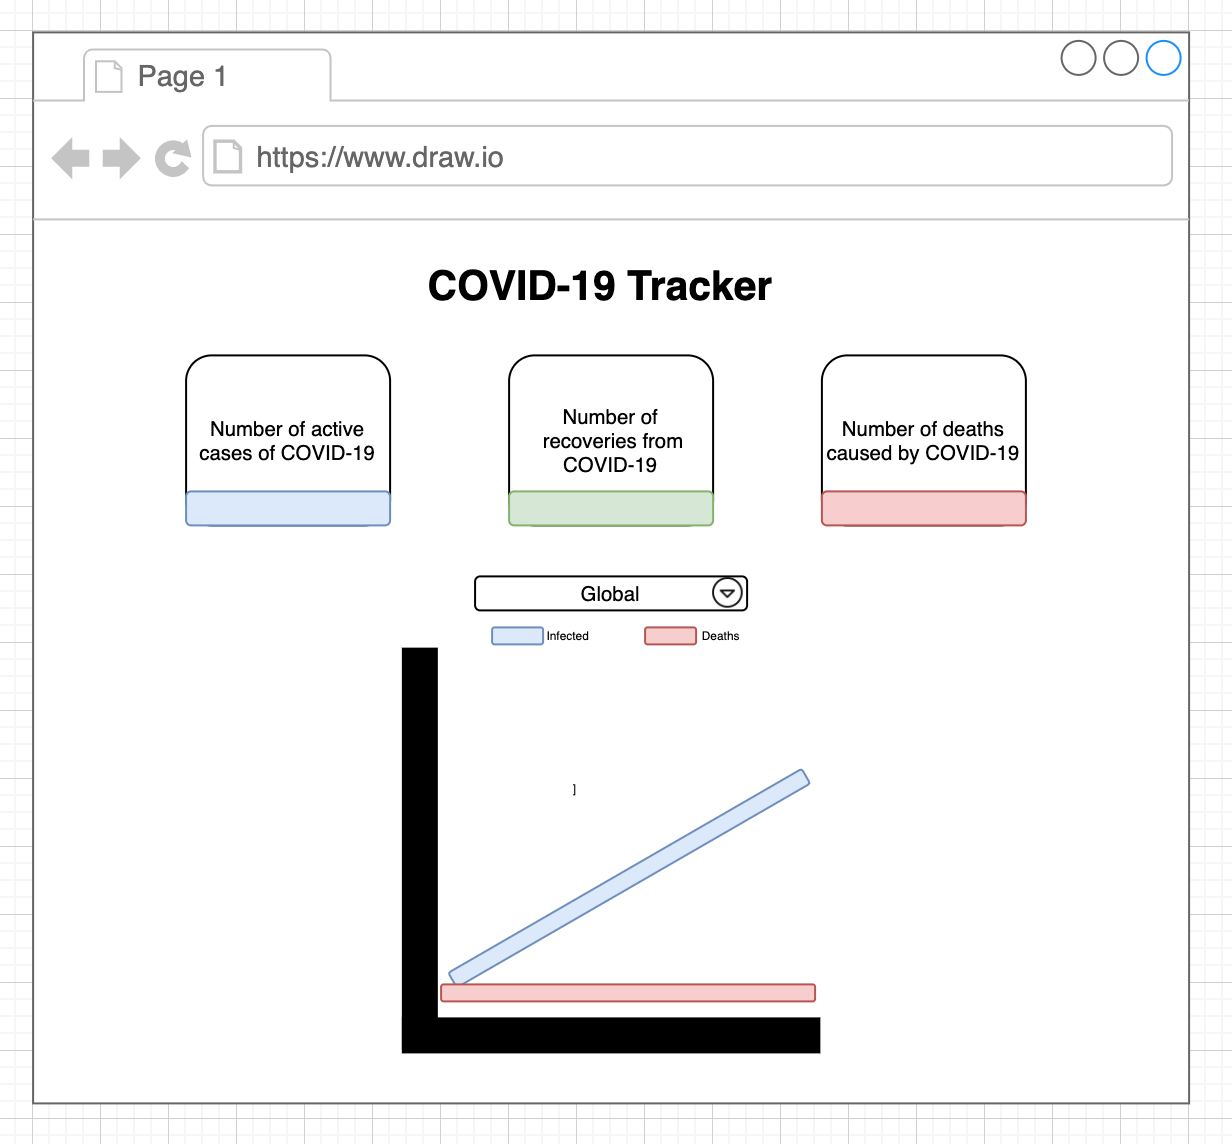 Page 1
https://www.draw.io
COVID-19 Tracker
Number of active
cases of COVID-19
Number of
recoveries from
COVID-19
Number of deaths
caused by COVID-19
Global
Infected
Deaths
]